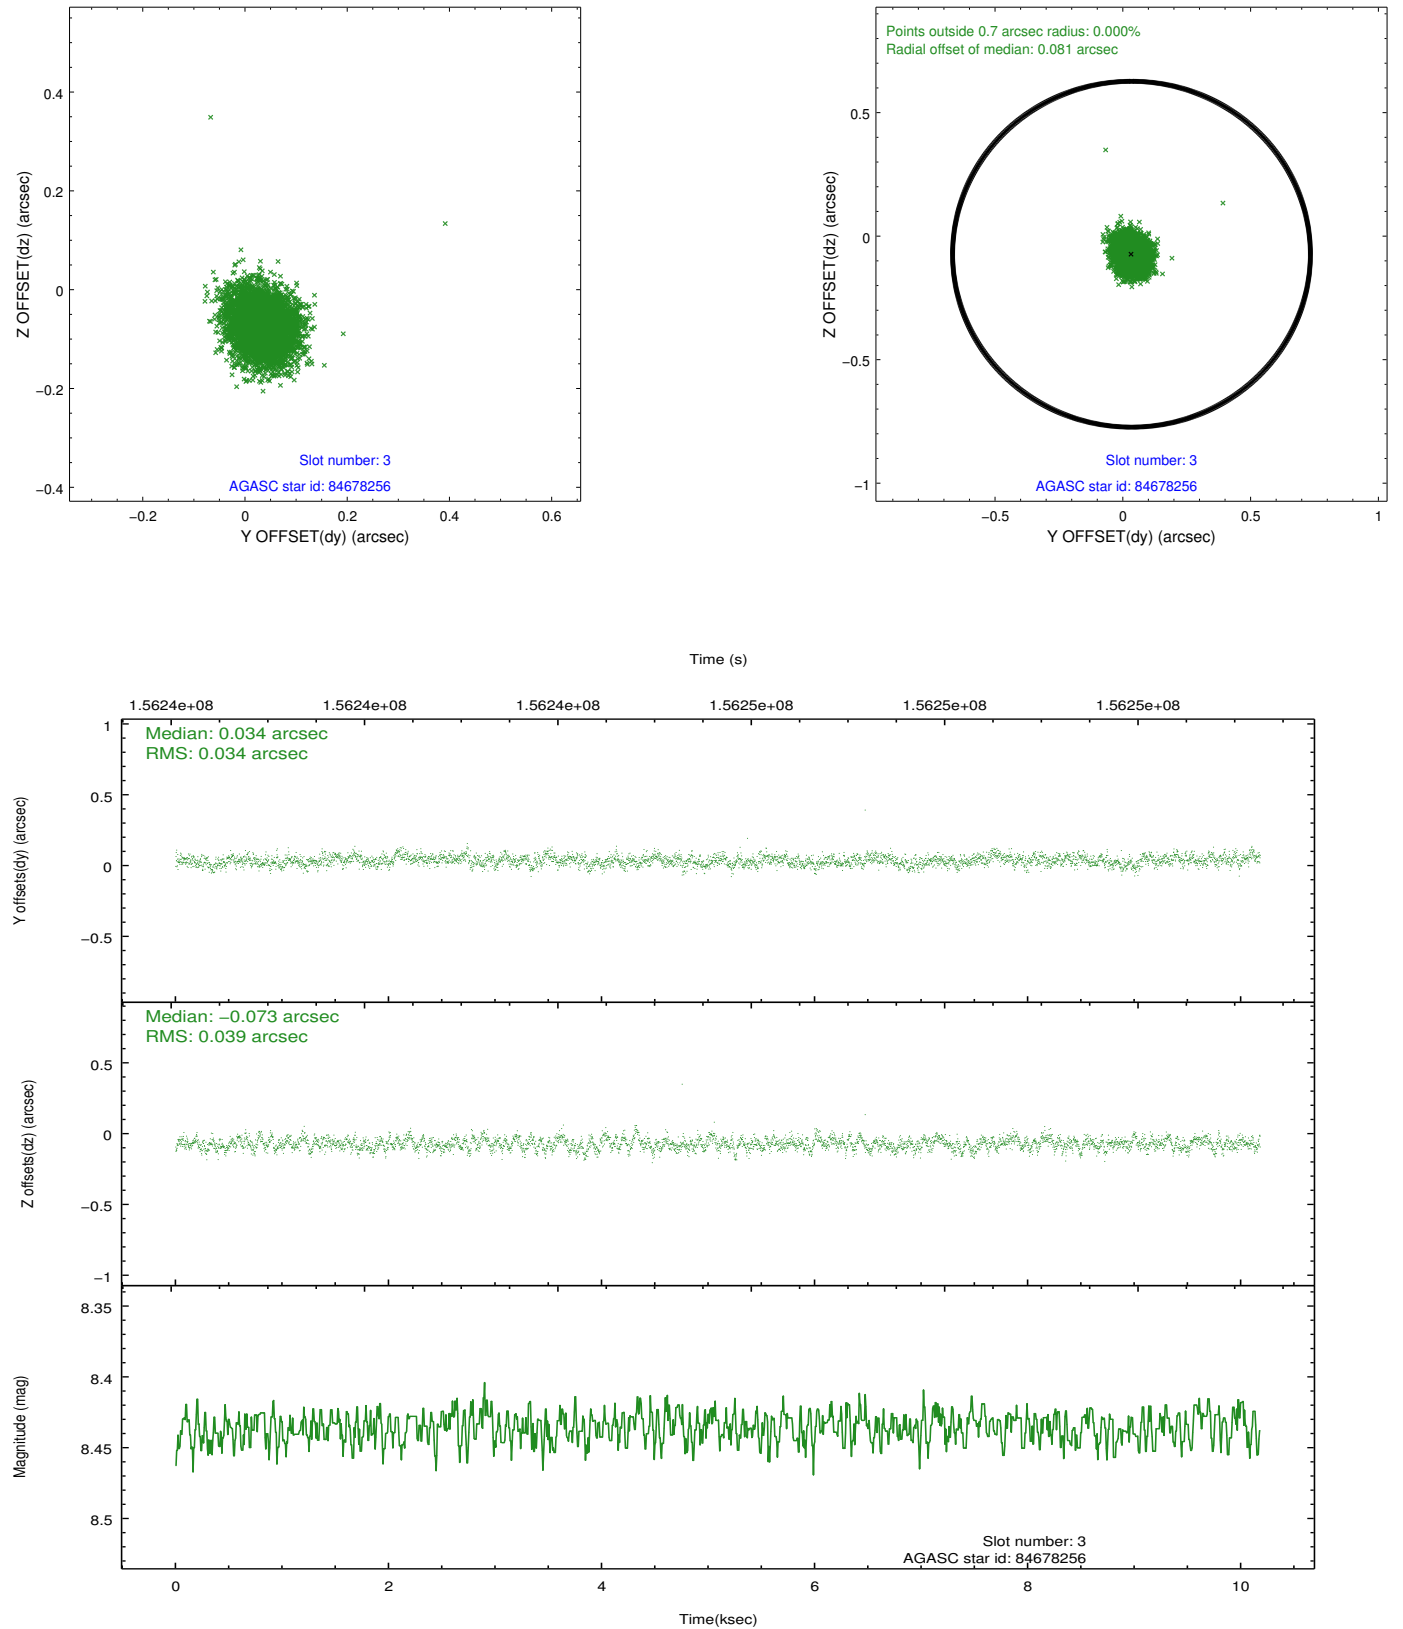 0.4
0.2
0
−0.2
−0.4
−0.2
0
0.2
0.4
0.6
Z OFFSET(dz) (arcsec)
Y OFFSET(dy) (arcsec)
Slot number: 3
AGASC star id: 84678256
Points outside 0.7 arcsec radius: 0.000%
Radial offset of median: 0.081 arcsec
0.5
0
−0.5
−1
−0.5
0
0.5
1
Z OFFSET(dz) (arcsec)
Y OFFSET(dy) (arcsec)
Slot number: 3
AGASC star id: 84678256
Time (s)
1.5624e+08 1.5624e+08 1.5624e+08 1.5625e+08 1.5625e+08 1.5625e+08
1
0.5
0
−0.5
Y offsets(dy) (arcsec)
Median: 0.034 arcsec
RMS: 0.034 arcsec
0.5
0
−0.5
−1
Z offsets(dz) (arcsec)
Median: −0.073 arcsec
RMS: 0.039 arcsec
8.35
8.4
8.45
8.5
Magnitude (mag)
Slot number: 3
AGASC star id: 84678256
0 2 4 6 8 10
Time(ksec)